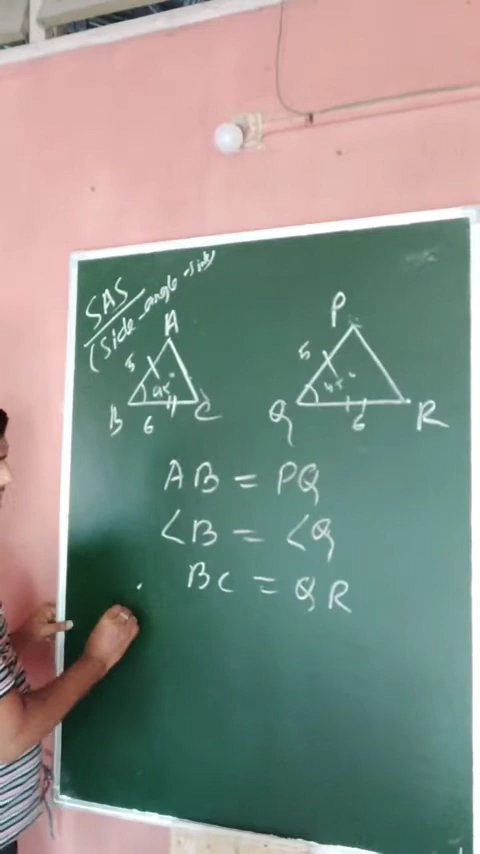 SAS
(Side-angle-side)
A
5
45°
B
6
C
P
5
45°
Q
6
R
AB = PQ
∠B = ∠Q
BC = QR